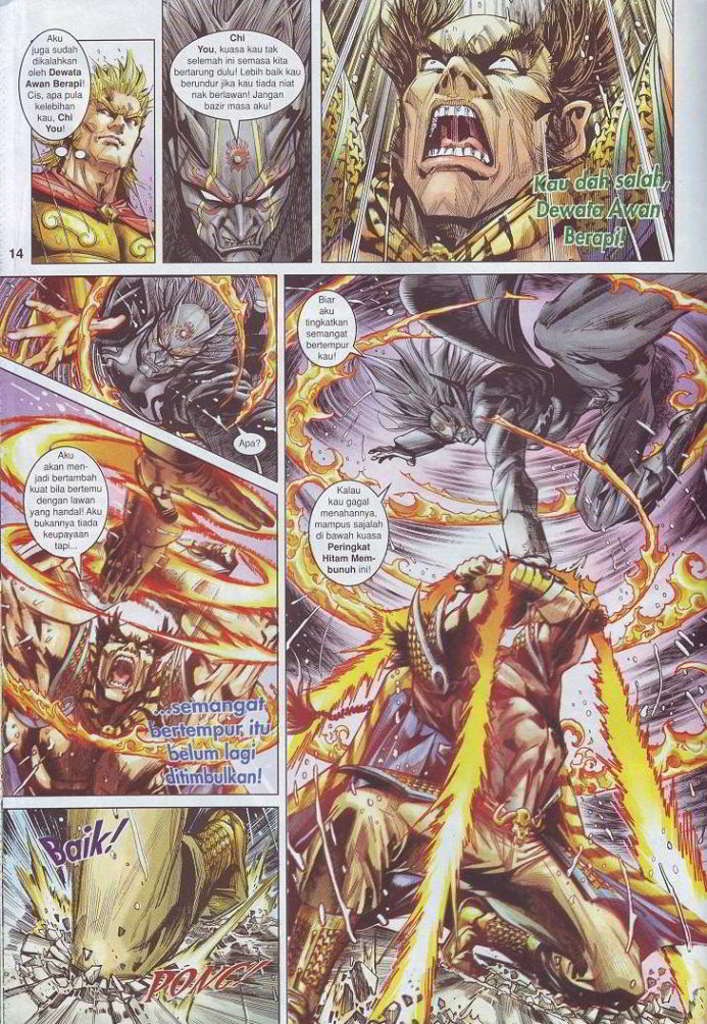 Aku
juga sudah
dikalahkan
oleh Dewata
Awan Berapi!
Cis, apa pula
kelebihan
kau, Chi
You!
Chi
You, kuasa kau tak
selemah ini semasa kita
bertarung dulu! Lebih baik kau
berundur jika kau tiada niat
nak berlawan! Jangan
bazir masa aku!
Kau dah salah,
Dewata Awan
Berapi!
14
Apa?
Biar
aku
tingkatkan
semangat
bertempur
kau!
Aku
akan men-
jadi bertambah
kuat bila bertemu
dengan lawan
yang handal! Aku
bukannya tiada
keupayaan
tapi...
...semangat
bertempur itu
belum lagi
ditimbulkan!
Kalau
kau gagal
menahannya,
mampus sajalah
di bawah kuasa
Peringkat
Hitam Mem-
bunuh ini!
Baik!
PONG!